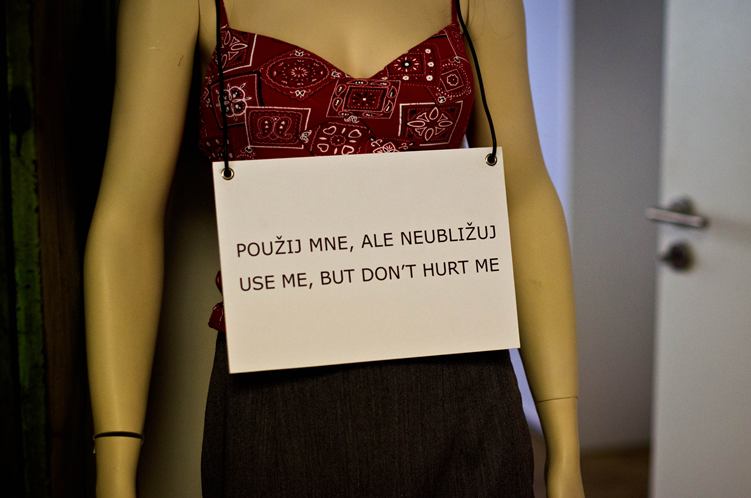 POUŽIJ MNE, ALE NEUBLIŽUJ
USE ME, BUT DON'T HURT ME